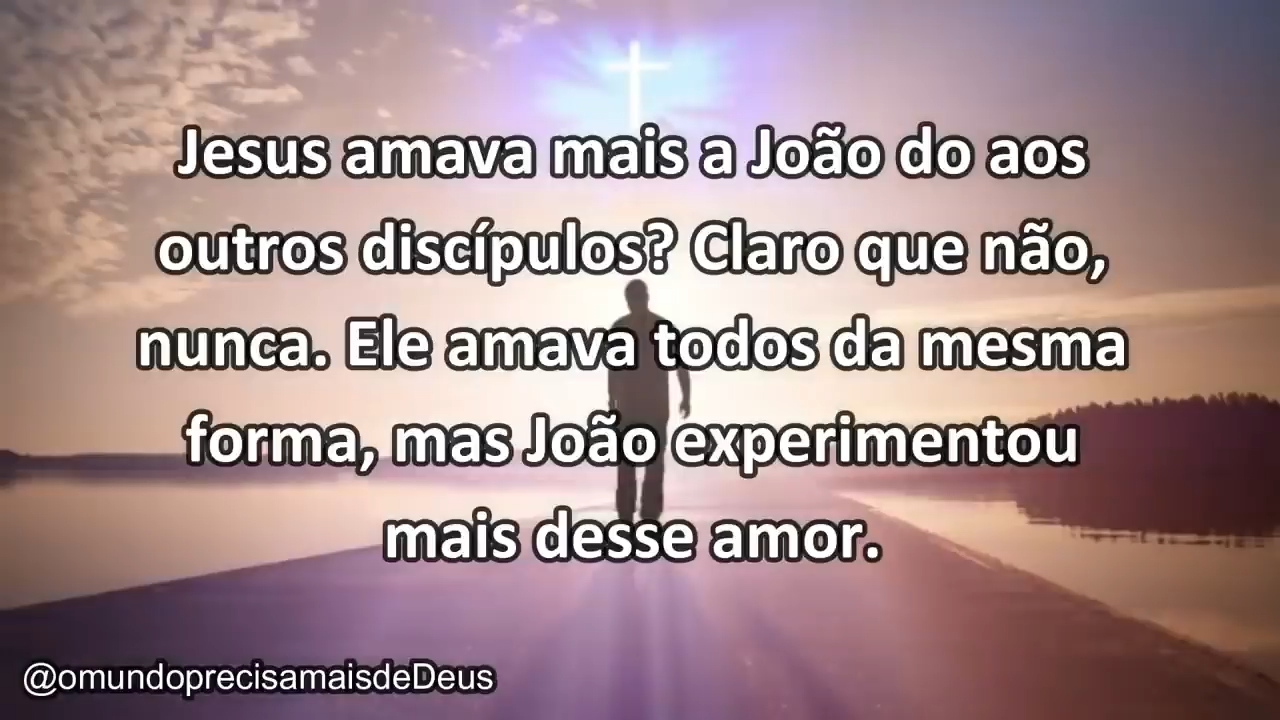 Jesus amava mais a João do aos
outros discípulos? Claro que não,
nunca. Ele amava todos da mesma
forma, mas João experimentou
mais desse amor.
@omundoprecisamaisdeDeus